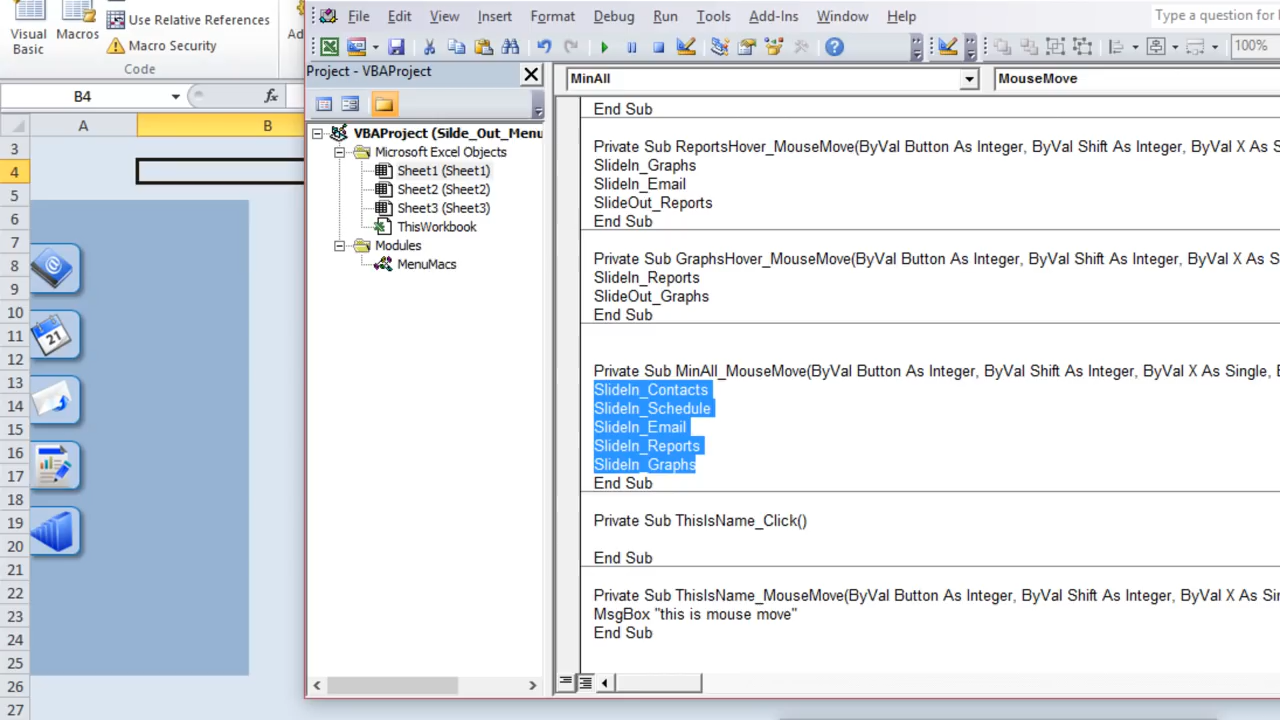 Visual Basic
Macros
Use Relative References
Macro Security
Code
B4
fx
A
B
3
4
5
6
7
8
9
10
11
12
13
14
15
16
17
18
19
20
21
22
23
24
25
26
27
21
File Edit View Insert Format Debug Run Tools Add-Ins Window Help
Type a question for
100%
Project - VBAProject
VBAProject (Silde_Out_Menu
Microsoft Excel Objects
Sheet1 (Sheet1)
Sheet2 (Sheet2)
Sheet3 (Sheet3)
ThisWorkbook
Modules
MenuMacs
MinAll
MouseMove
End Sub
Private Sub ReportsHover_MouseMove(ByVal Button As Integer, ByVal Shift As Integer, ByVal X As S
SlideIn_Graphs
SlideIn_Email
SlideOut_Reports
End Sub
Private Sub GraphsHover_MouseMove(ByVal Button As Integer, ByVal Shift As Integer, ByVal X As S
SlideIn_Reports
SlideOut_Graphs
End Sub
Private Sub MinAll_MouseMove(ByVal Button As Integer, ByVal Shift As Integer, ByVal X As Single,
SlideIn_Contacts
SlideIn_Schedule
SlideIn_Email
SlideIn_Reports
SlideIn_Graphs
End Sub
Private Sub ThisIsName_Click()
End Sub
Private Sub ThisIsName_MouseMove(ByVal Button As Integer, ByVal Shift As Integer, ByVal X As Sin
MsgBox "this is mouse move"
End Sub